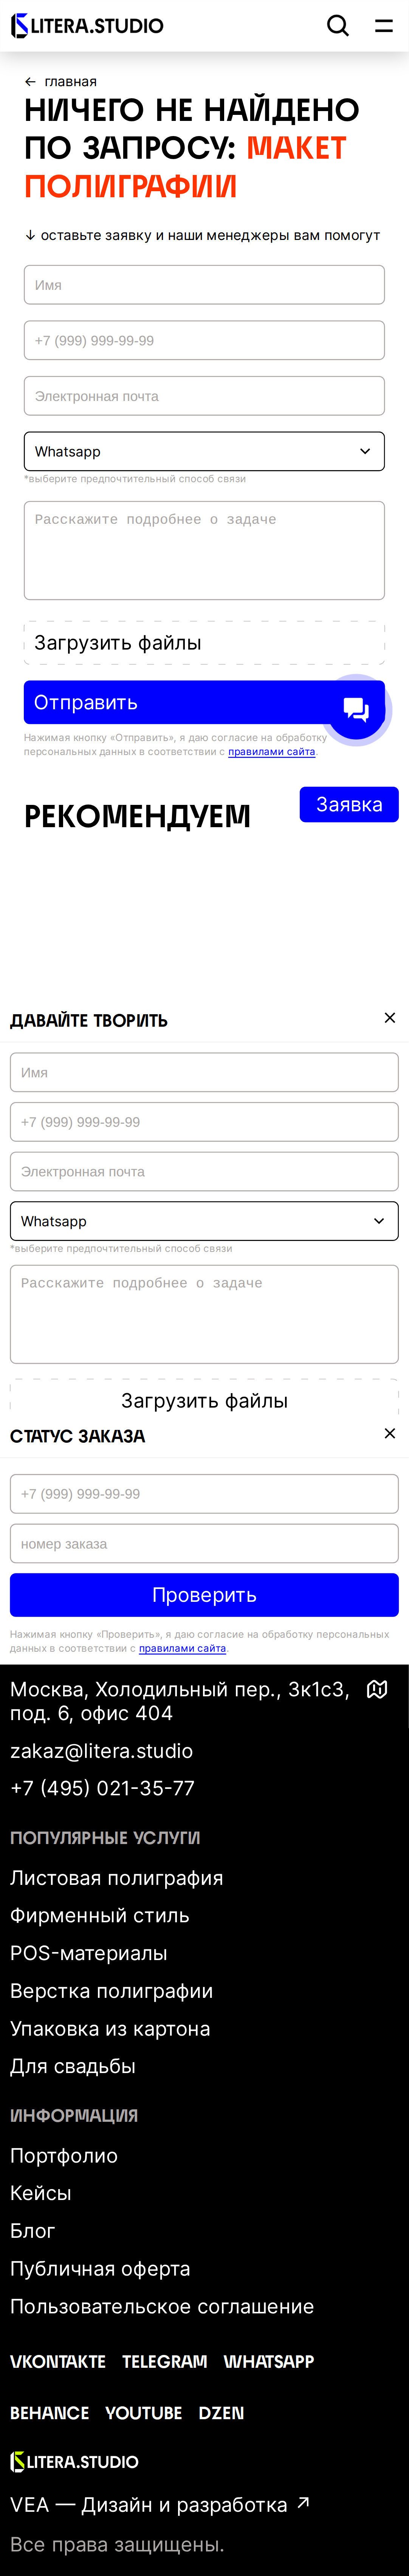 LITERA.STUDIO
← главная
НИЧЕГО НЕ НАЙДЕНО
ПО ЗАПРОСУ: МАКЕТ
ПОЛИГРАФИИ
↓ оставьте заявку и наши менеджеры вам помогут
Имя
+7 (999) 999-99-99
Электронная почта
Whatsapp
*выберите предпочтительный способ связи
Расскажите подробнее о задаче
Загрузить файлы
Отправить
Нажимая кнопку «Отправить», я даю согласие на обработку
персональных данных в соответствии с правилами сайта.
Заявка
РЕКОМЕНДУЕМ
ДАВАЙТЕ ТВОРИТЬ
Имя
+7 (999) 999-99-99
Электронная почта
Whatsapp
*выберите предпочтительный способ связи
Расскажите подробнее о задаче
Загрузить файлы
СТАТУС ЗАКАЗА
+7 (999) 999-99-99
номер заказа
Проверить
Нажимая кнопку «Проверить», я даю согласие на обработку персональных
данных в соответствии с правилами сайта.
Москва, Холодильный пер., 3к1с3,
под. 6, офис 404
zakaz@litera.studio
+7 (495) 021-35-77
ПОПУЛЯРНЫЕ УСЛУГИ
Листовая полиграфия
Фирменный стиль
POS-материалы
Верстка полиграфии
Упаковка из картона
Для свадьбы
ИНФОРМАЦИЯ
Портфолио
Кейсы
Блог
Публичная оферта
Пользовательское соглашение
VKONTAKTE TELEGRAM WHATSAPP
BEHANCE YOUTUBE DZEN
LITERA.STUDIO
VEA — Дизайн и разработка ↗
Все права защищены.